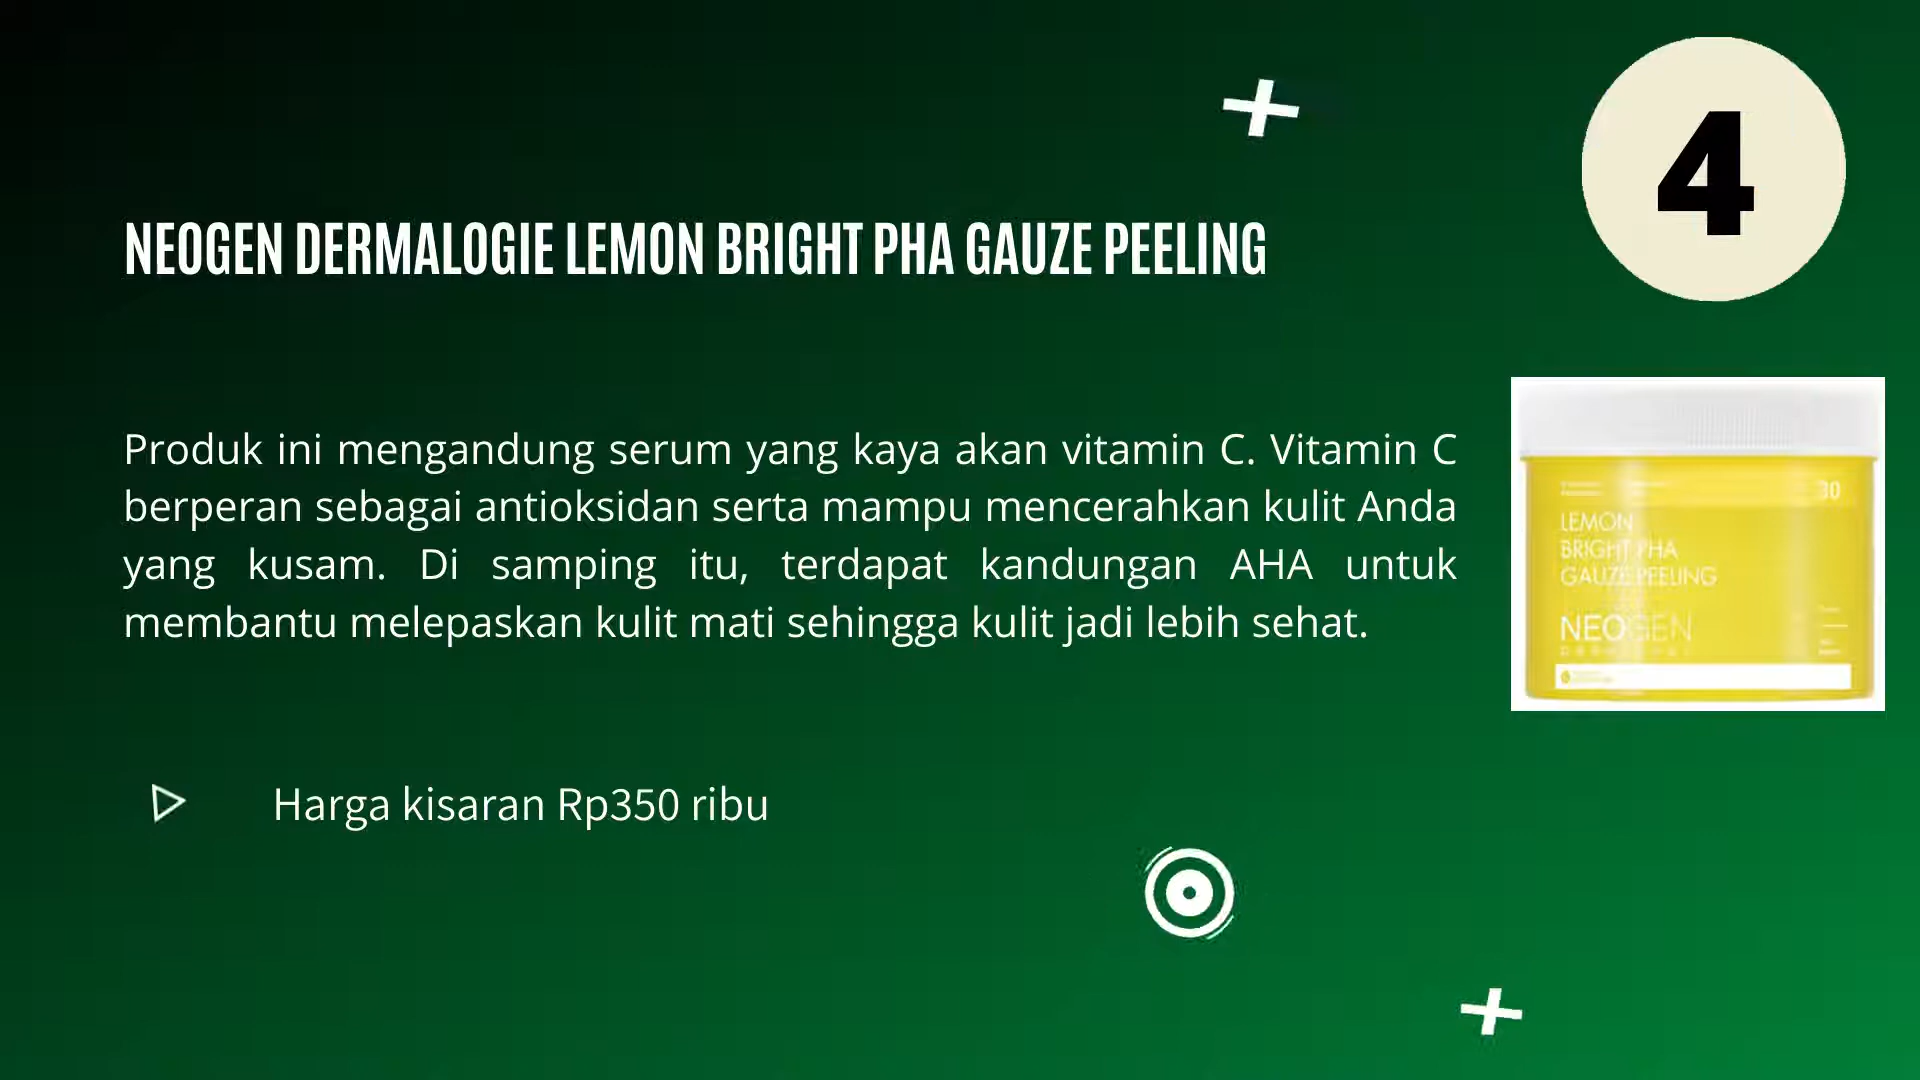 4
NEOGEN DERMALOGIE LEMON BRIGHT PHA GAUZE PEELING
Produk ini mengandung serum yang kaya akan vitamin C. Vitamin C
berperan sebagai antioksidan serta mampu mencerahkan kulit Anda
yang kusam. Di samping itu, terdapat kandungan AHA untuk
membantu melepaskan kulit mati sehingga kulit jadi lebih sehat.
30
LEMON
BRIGHT PHA
GAUZE PEELING
NEOGEN
Harga kisaran Rp350 ribu